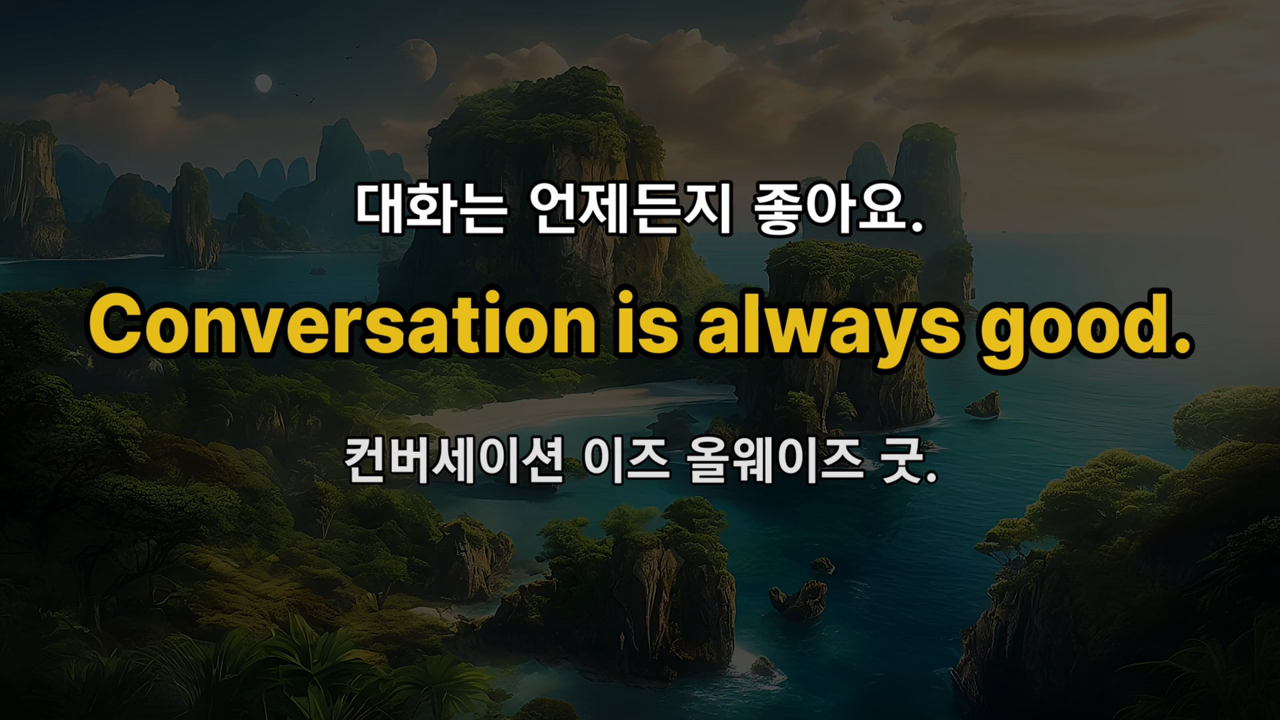 대화는 언제든지 좋아요.
Conversation is always good.
컨버세이션 이즈 올웨이즈 굿.